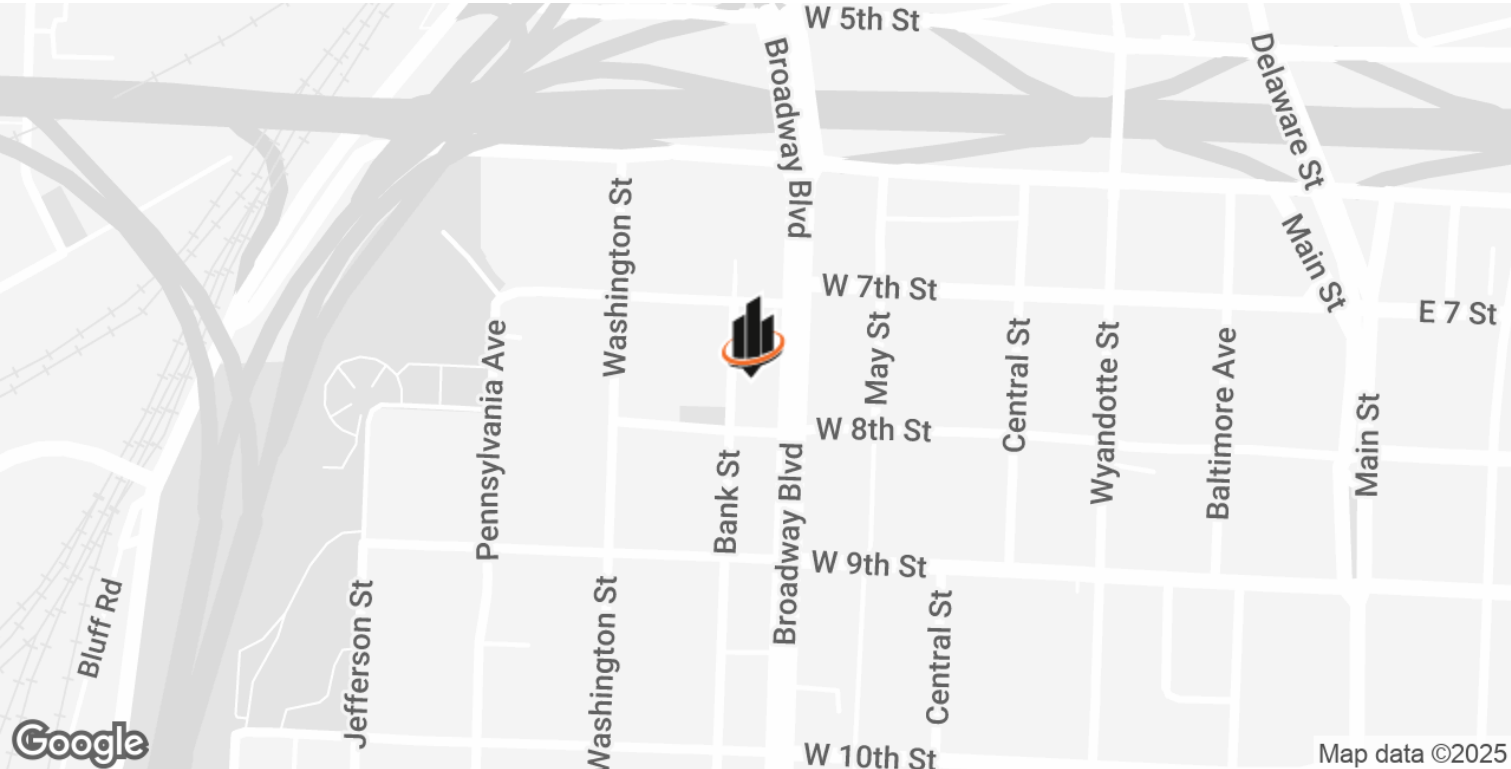 W 5th St
Broadway Blvd
Delaware St
Washington St
Main St
W 7th St
E 7 St
Pennsylvania Ave
May St
Central St
Wyandotte St
Baltimore Ave
Main St
W 8th St
Bank St
Broadway Blvd
W 9th St
Bluff Rd
Jefferson St
Washington St
Central St
W 10th St
Google
Map data ©2025